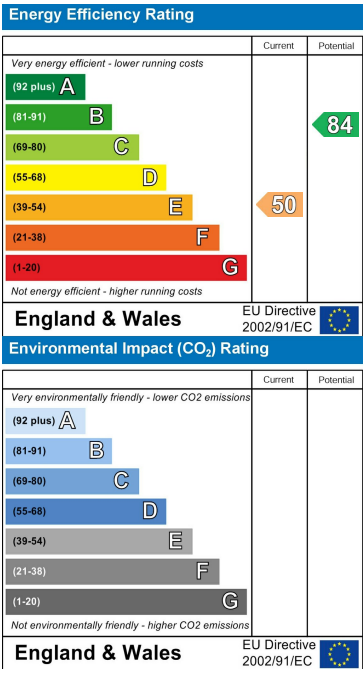 Energy Efficiency Rating
Current Potential
Very energy efficient - lower running costs
(92 plus) A
(81-91) B
84
(69-80) C
(55-68) D
(39-54) E
50
(21-38) F
(1-20) G
Not energy efficient - higher running costs
England & Wales
EU Directive
2002/91/EC
Environmental Impact (CO₂) Rating
Current Potential
Very environmentally friendly - lower CO2 emissions
(92 plus) A
(81-91) B
(69-80) C
(55-68) D
(39-54) E
(21-38) F
(1-20) G
Not environmentally friendly - higher CO2 emissions
England & Wales
EU Directive
2002/91/EC